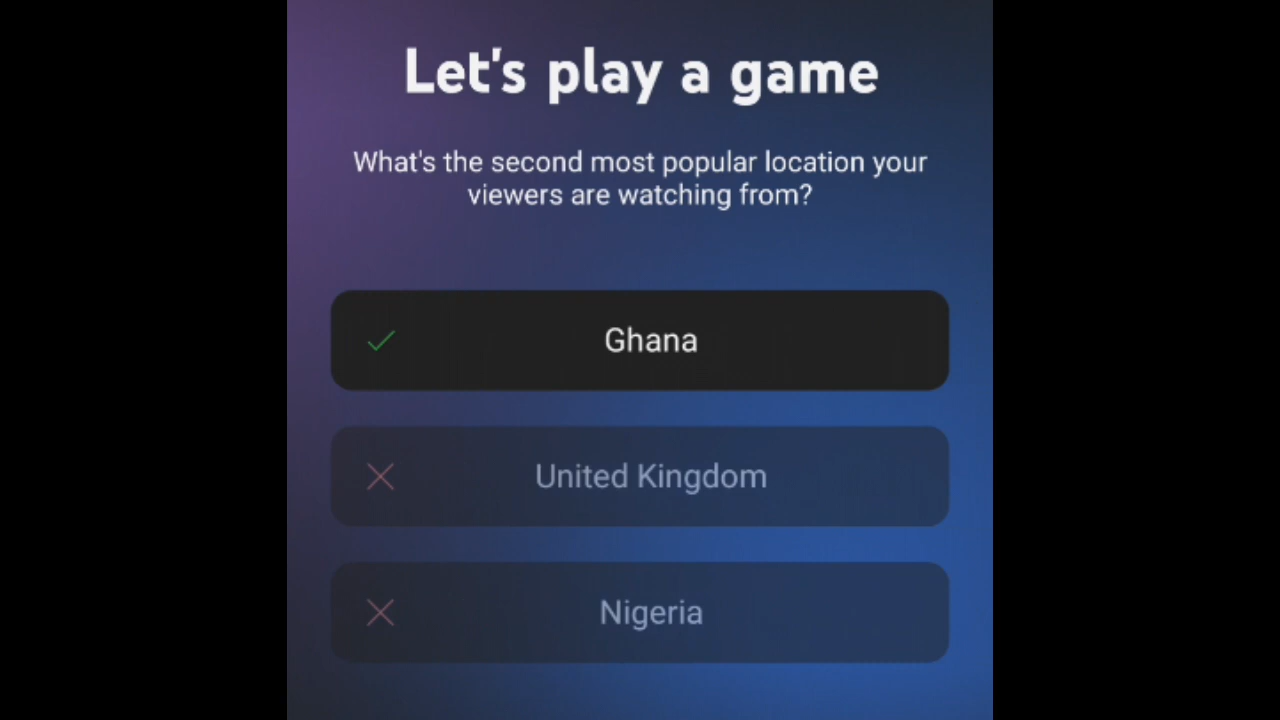 Let's play a game
What's the second most popular location your
viewers are watching from?
Ghana
United Kingdom
Nigeria